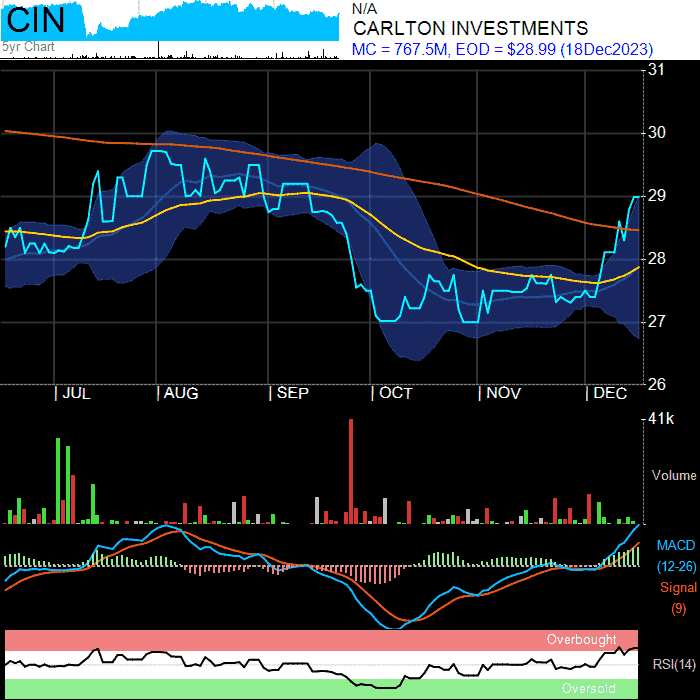 CIN
5yr Chart
N/A
CARLTON INVESTMENTS
MC = 767.5M, EOD = $28.99 (18Dec2023)
31
30
29
28
27
26
| JUL | AUG | SEP | OCT | NOV | DEC
41k
Volume
MACD
(12-26)
Signal
(9)
Overbought
RSI(14)
Oversold